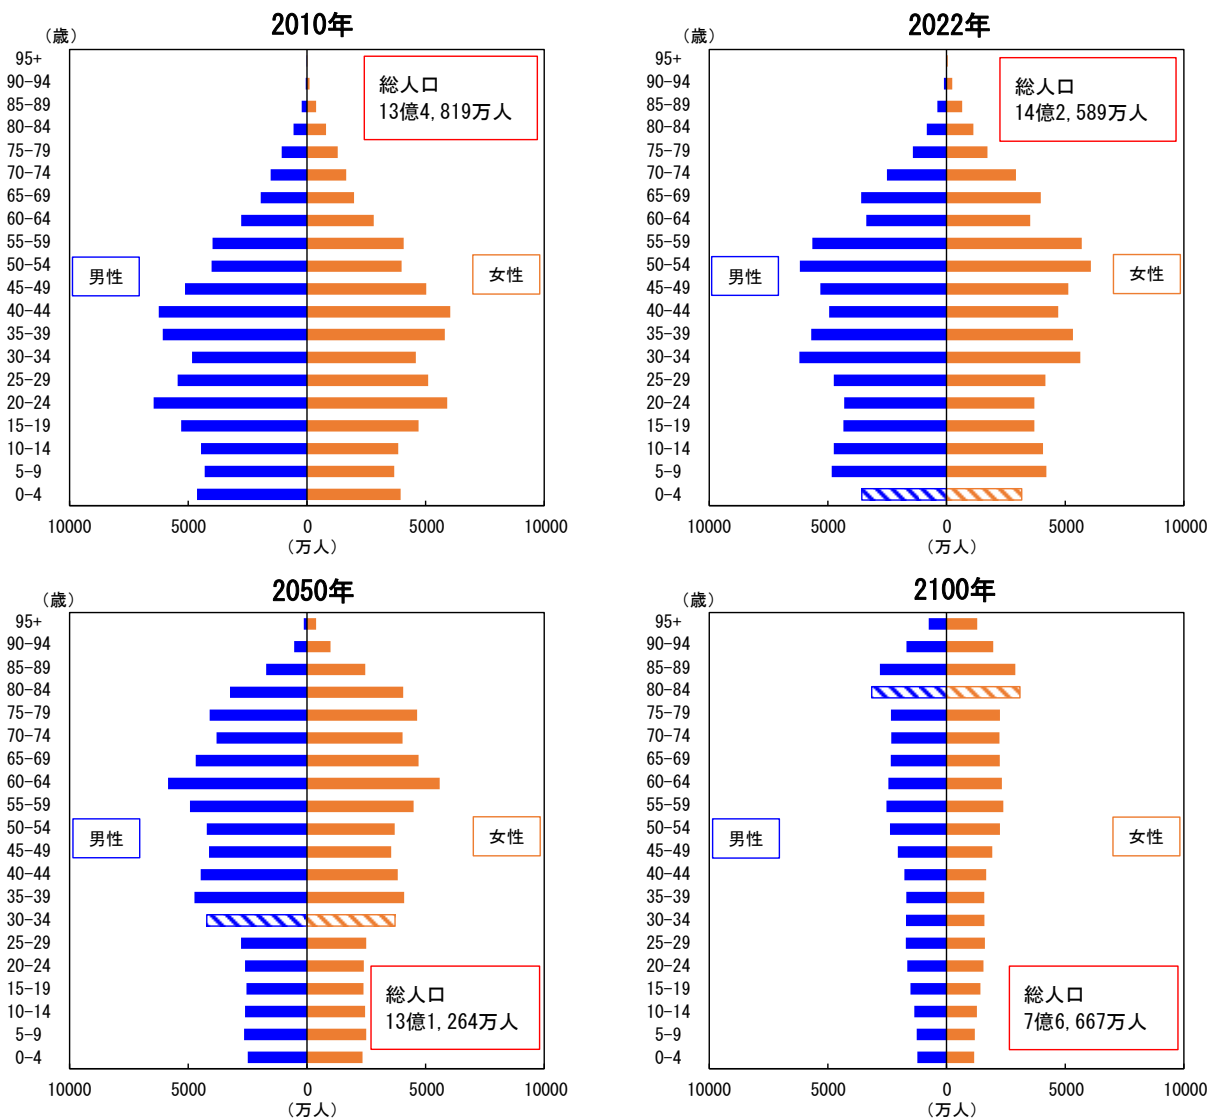 2010年
（歳）
95+
90-94
85-89
80-84
75-79
70-74
65-69
60-64
55-59
50-54
45-49
40-44
35-39
30-34
25-29
20-24
15-19
10-14
5-9
0-4
総人口
13億4,819万人
男性
女性
10000 5000 0 5000 10000
（万人）
2022年
（歳）
95+
90-94
85-89
80-84
75-79
70-74
65-69
60-64
55-59
50-54
45-49
40-44
35-39
30-34
25-29
20-24
15-19
10-14
5-9
0-4
総人口
14億2,589万人
男性
女性
10000 5000 0 5000 10000
（万人）
2050年
（歳）
95+
90-94
85-89
80-84
75-79
70-74
65-69
60-64
55-59
50-54
45-49
40-44
35-39
30-34
25-29
20-24
15-19
10-14
5-9
0-4
男性
女性
総人口
13億1,264万人
10000 5000 0 5000 10000
（万人）
2100年
（歳）
95+
90-94
85-89
80-84
75-79
70-74
65-69
60-64
55-59
50-54
45-49
40-44
35-39
30-34
25-29
20-24
15-19
10-14
5-9
0-4
男性
女性
総人口
7億6,667万人
10000 5000 0 5000 10000
（万人）